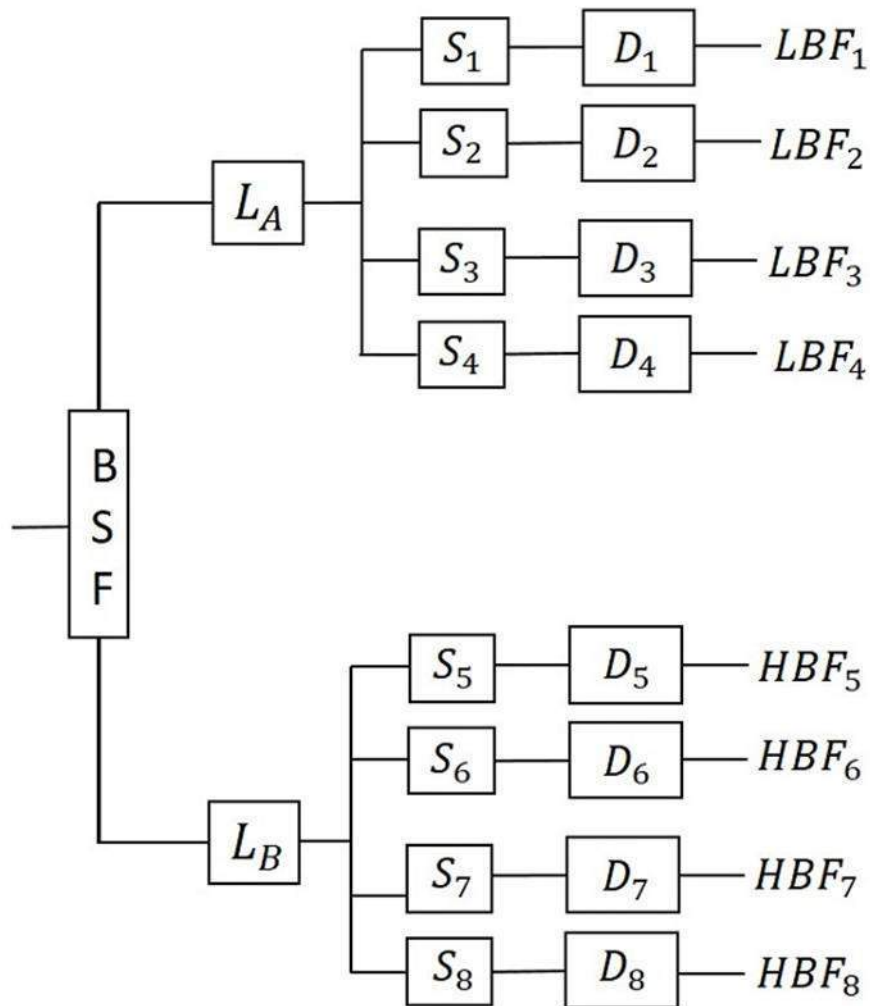 S₁ D₁ LBF₁
S₂ D₂ LBF₂
L_A
S₃ D₃ LBF₃
S₄ D₄ LBF₄
B
S
F
S₅ D₅ HBF₅
S₆ D₆ HBF₆
L_B
S₇ D₇ HBF₇
S₈ D₈ HBF₈